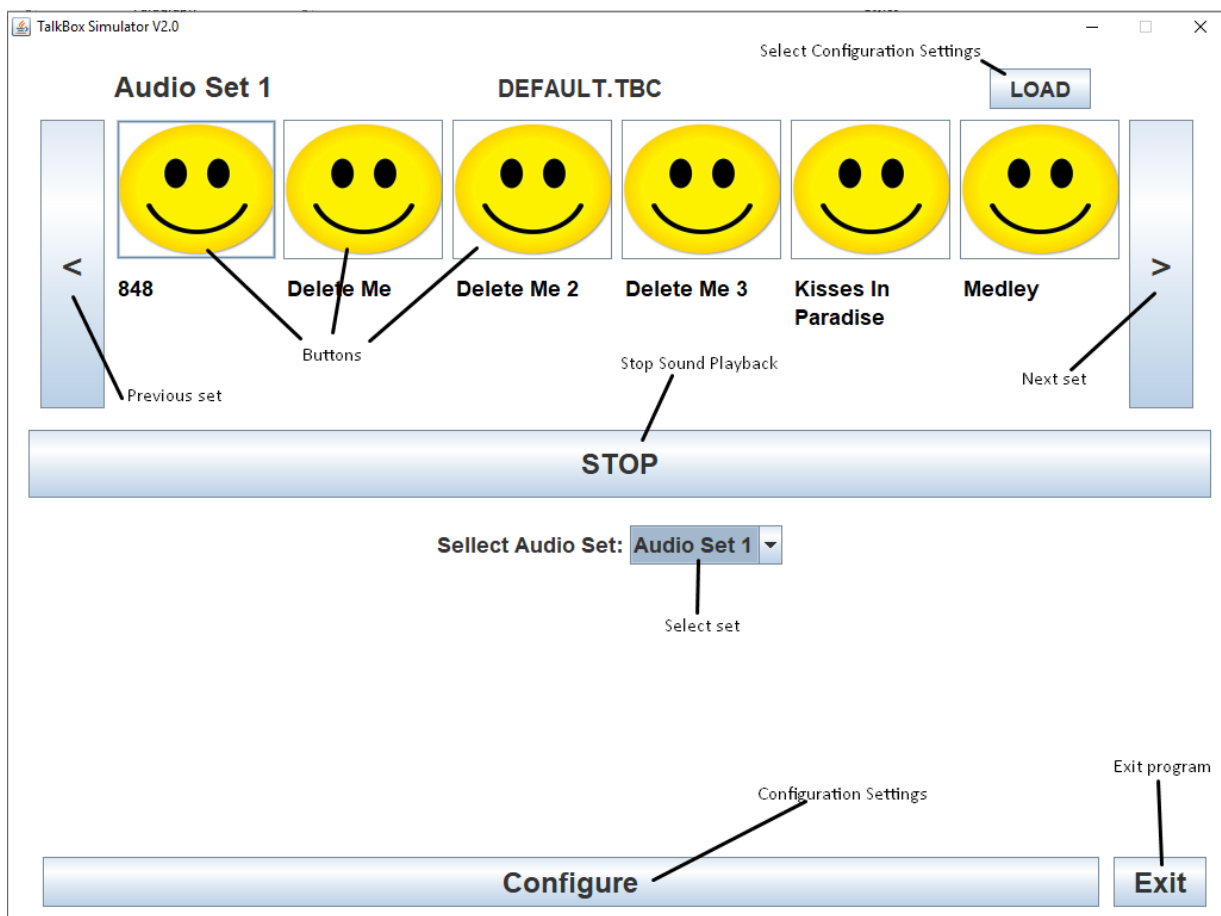 TalkBox Simulator V2.0
Select Configuration Settings
Audio Set 1
DEFAULT.TBC
LOAD
<
>
848
Delete Me
Delete Me 2
Delete Me 3
Kisses In
Paradise
Medley
Buttons
Stop Sound Playback
Next set
Previous set
STOP
Sellect Audio Set: Audio Set 1
Select set
Exit program
Configuration Settings
Configure
Exit